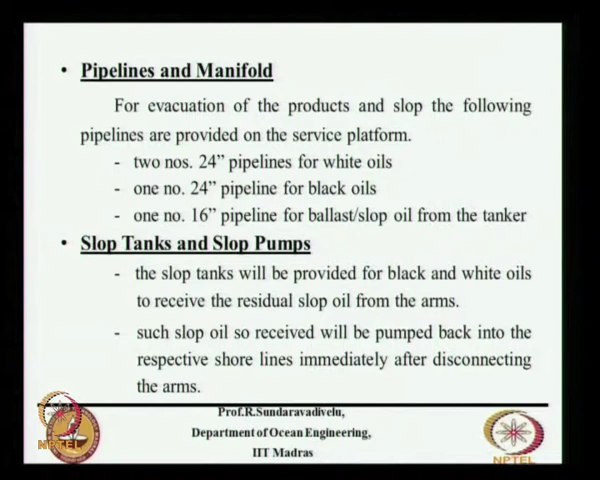 • Pipelines and Manifold
For evacuation of the products and slop the following
pipelines are provided on the service platform.
- two nos. 24” pipelines for white oils
- one no. 24” pipeline for black oils
- one no. 16” pipeline for ballast/slop oil from the tanker
• Slop Tanks and Slop Pumps
- the slop tanks will be provided for black and white oils
to receive the residual slop oil from the arms.
- such slop oil so received will be pumped back into the
respective shore lines immediately after disconnecting
the arms.
Prof.R.Sundaravadivelu,
Department of Ocean Engineering,
IIT Madras
NPTEL
NPTEL